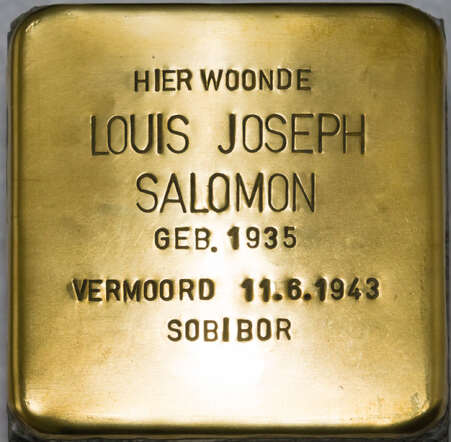 HIER WOONDE
LOUIS JOSEPH
SALOMON
GEB. 1935
VERMOORD 11.6.1943
SOBIBOR